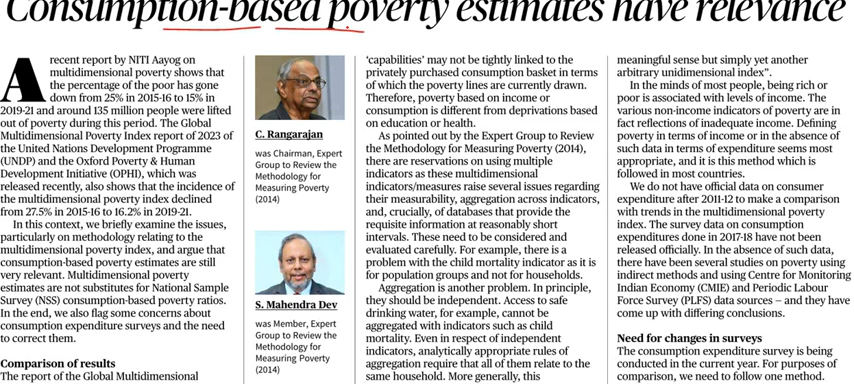 Consumption-based poverty estimates have relevance
A recent report by NITI Aayog on
multidimensional poverty shows that
the percentage of the poor has gone
down from 25% in 2015-16 to 15% in
2019-21 and around 135 million people were lifted
out of poverty during this period. The Global
Multidimensional Poverty Index report of 2023 of
the United Nations Development Programme
(UNDP) and the Oxford Poverty & Human
Development Initiative (OPHI), which was
released recently, also shows that the incidence of
the multidimensional poverty index declined
from 27.5% in 2015-16 to 16.2% in 2019-21.
In this context, we briefly examine the issues,
particularly on methodology relating to the
multidimensional poverty index, and argue that
consumption-based poverty estimates are still
very relevant. Multidimensional poverty
estimates are not substitutes for National Sample
Survey (NSS) consumption-based poverty ratios.
In the end, we also flag some concerns about
consumption expenditure surveys and the need
to correct them.
Comparison of results
The report of the Global Multidimensional
C. Rangarajan
was Chairman, Expert
Group to Review the
Methodology for
Measuring Poverty
(2014)
S. Mahendra Dev
was Member, Expert
Group to Review the
Methodology for
Measuring Poverty
(2014)
‘capabilities’ may not be tightly linked to the
privately purchased consumption basket in terms
of which the poverty lines are currently drawn.
Therefore, poverty based on income or
consumption is different from deprivations based
on education or health.
As pointed out by the Expert Group to Review
the Methodology for Measuring Poverty (2014),
there are reservations on using multiple
indicators as these multidimensional
indicators/measures raise several issues regarding
their measurability, aggregation across indicators,
and, crucially, of databases that provide the
requisite information at reasonably short
intervals. These need to be considered and
evaluated carefully. For example, there is a
problem with the child mortality indicator as it is
for population groups and not for households.
Aggregation is another problem. In principle,
they should be independent. Access to safe
drinking water, for example, cannot be
aggregated with indicators such as child
mortality. Even in respect of independent
indicators, analytically appropriate rules of
aggregation require that all of them relate to the
same household. More generally, this
meaningful sense but simply yet another
arbitrary unidimensional index”.
In the minds of most people, being rich or
poor is associated with levels of income. The
various non-income indicators of poverty are in
fact reflections of inadequate income. Defining
poverty in terms of income or in the absence of
such data in terms of expenditure seems most
appropriate, and it is this method which is
followed in most countries.
We do not have official data on consumer
expenditure after 2011-12 to make a comparison
with trends in the multidimensional poverty
index. The survey data on consumption
expenditures done in 2017-18 have not been
released officially. In the absence of such data,
there have been several studies on poverty using
indirect methods and using Centre for Monitoring
Indian Economy (CMIE) and Periodic Labour
Force Survey (PLFS) data sources – and they have
come up with differing conclusions.
Need for changes in surveys
The consumption expenditure survey is being
conducted in the current year. For purposes of
comparison, we need to follow one method.